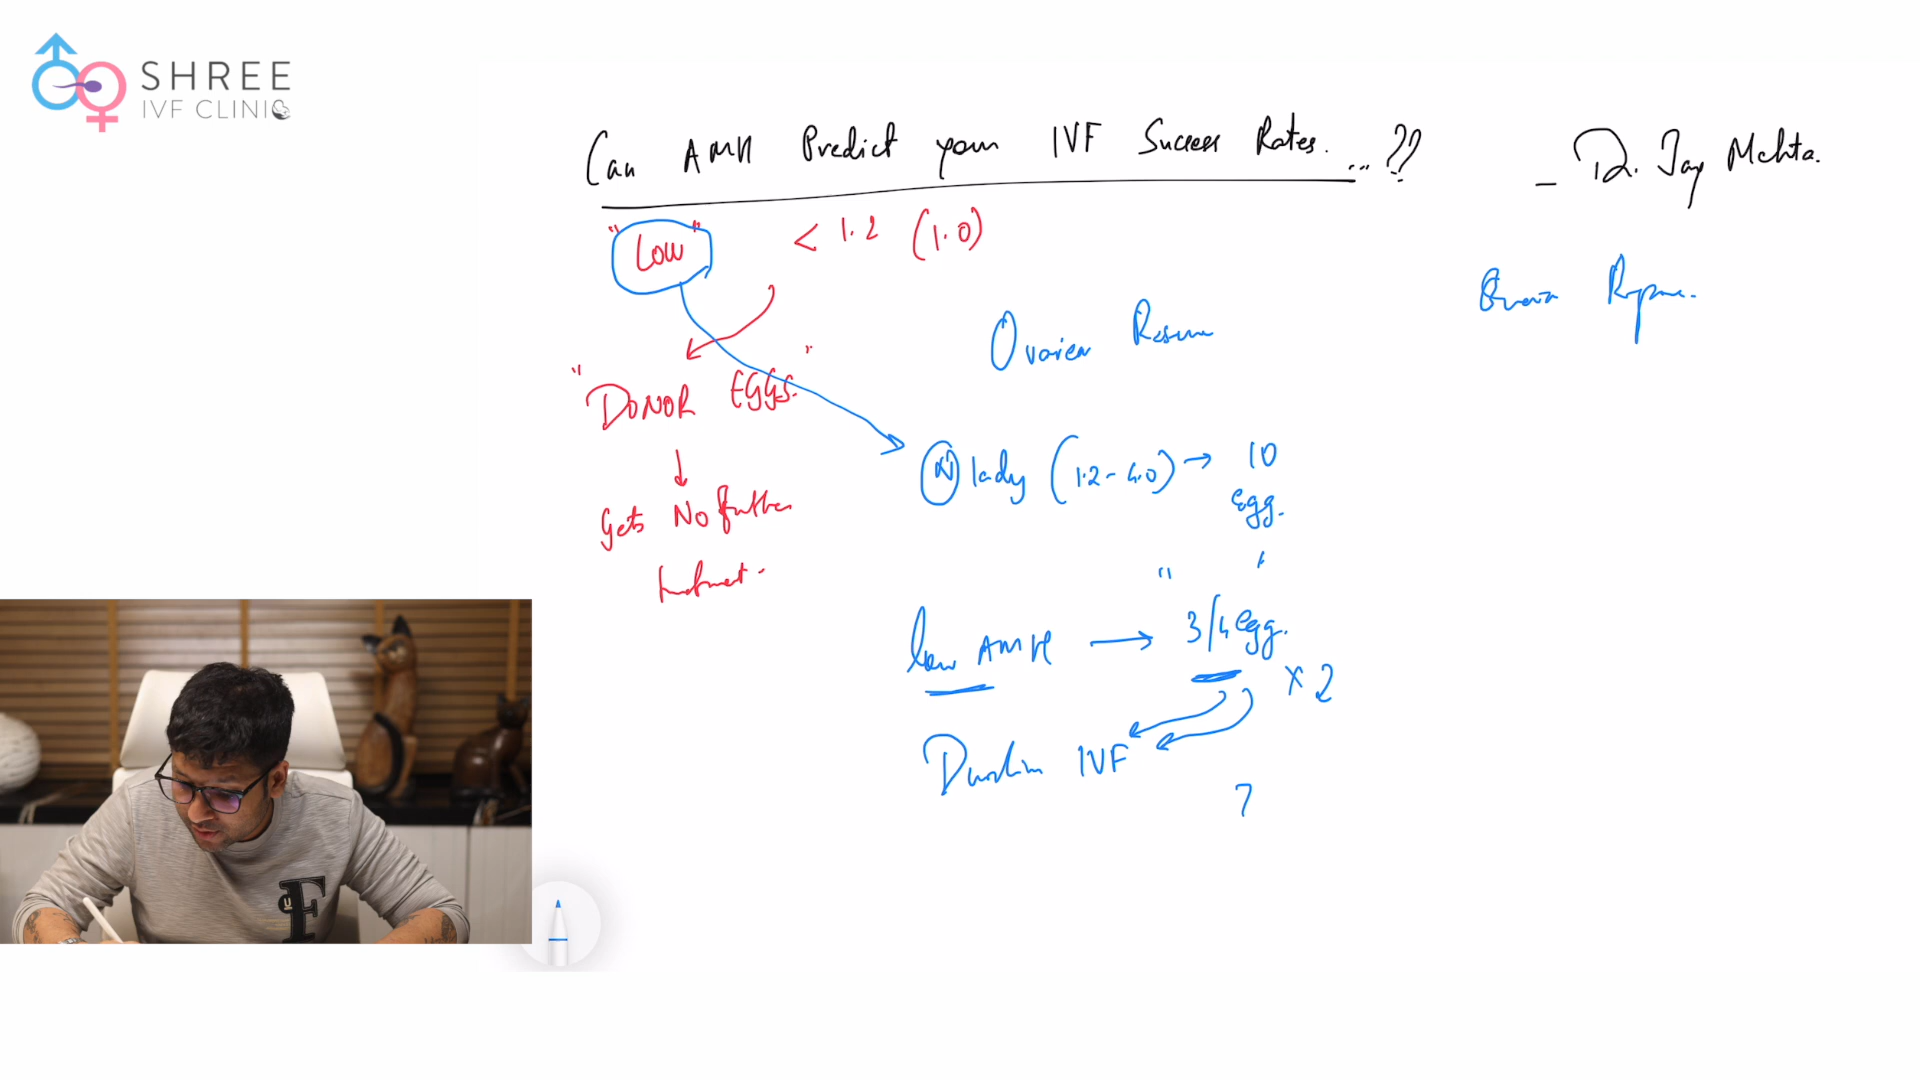 SHREE
IVF CLINIC
Can AMH Predict your IVF Success Rates....??
_ Dr. Jay Mehta.
"Low" < 1.2 (1.0)
Ovarian
"DONOR EGGS."
(N) lady (1.2-4.0) → 10
egg.
Gets No further
treatment.
low AMH → "3/4 egg.
x 2
IVF
7
F